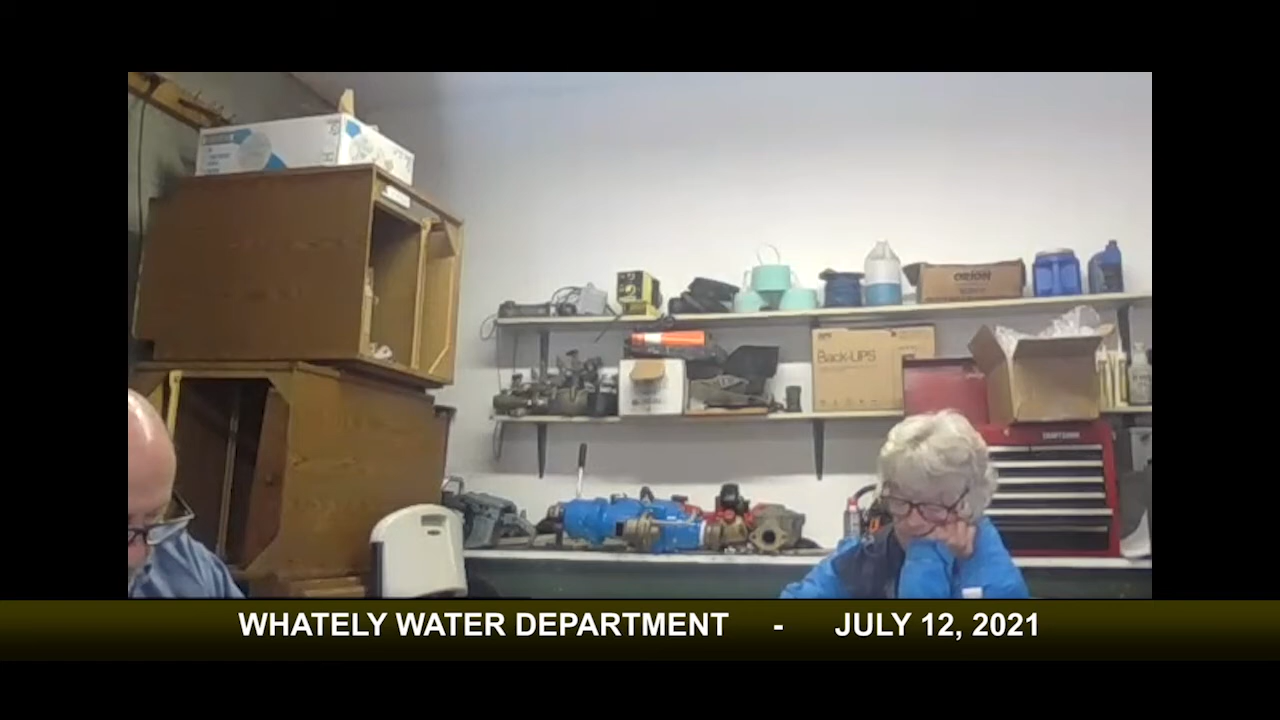 ORION
Back-UPS
CRAFTSMAN
WHATELY WATER DEPARTMENT - JULY 12, 2021